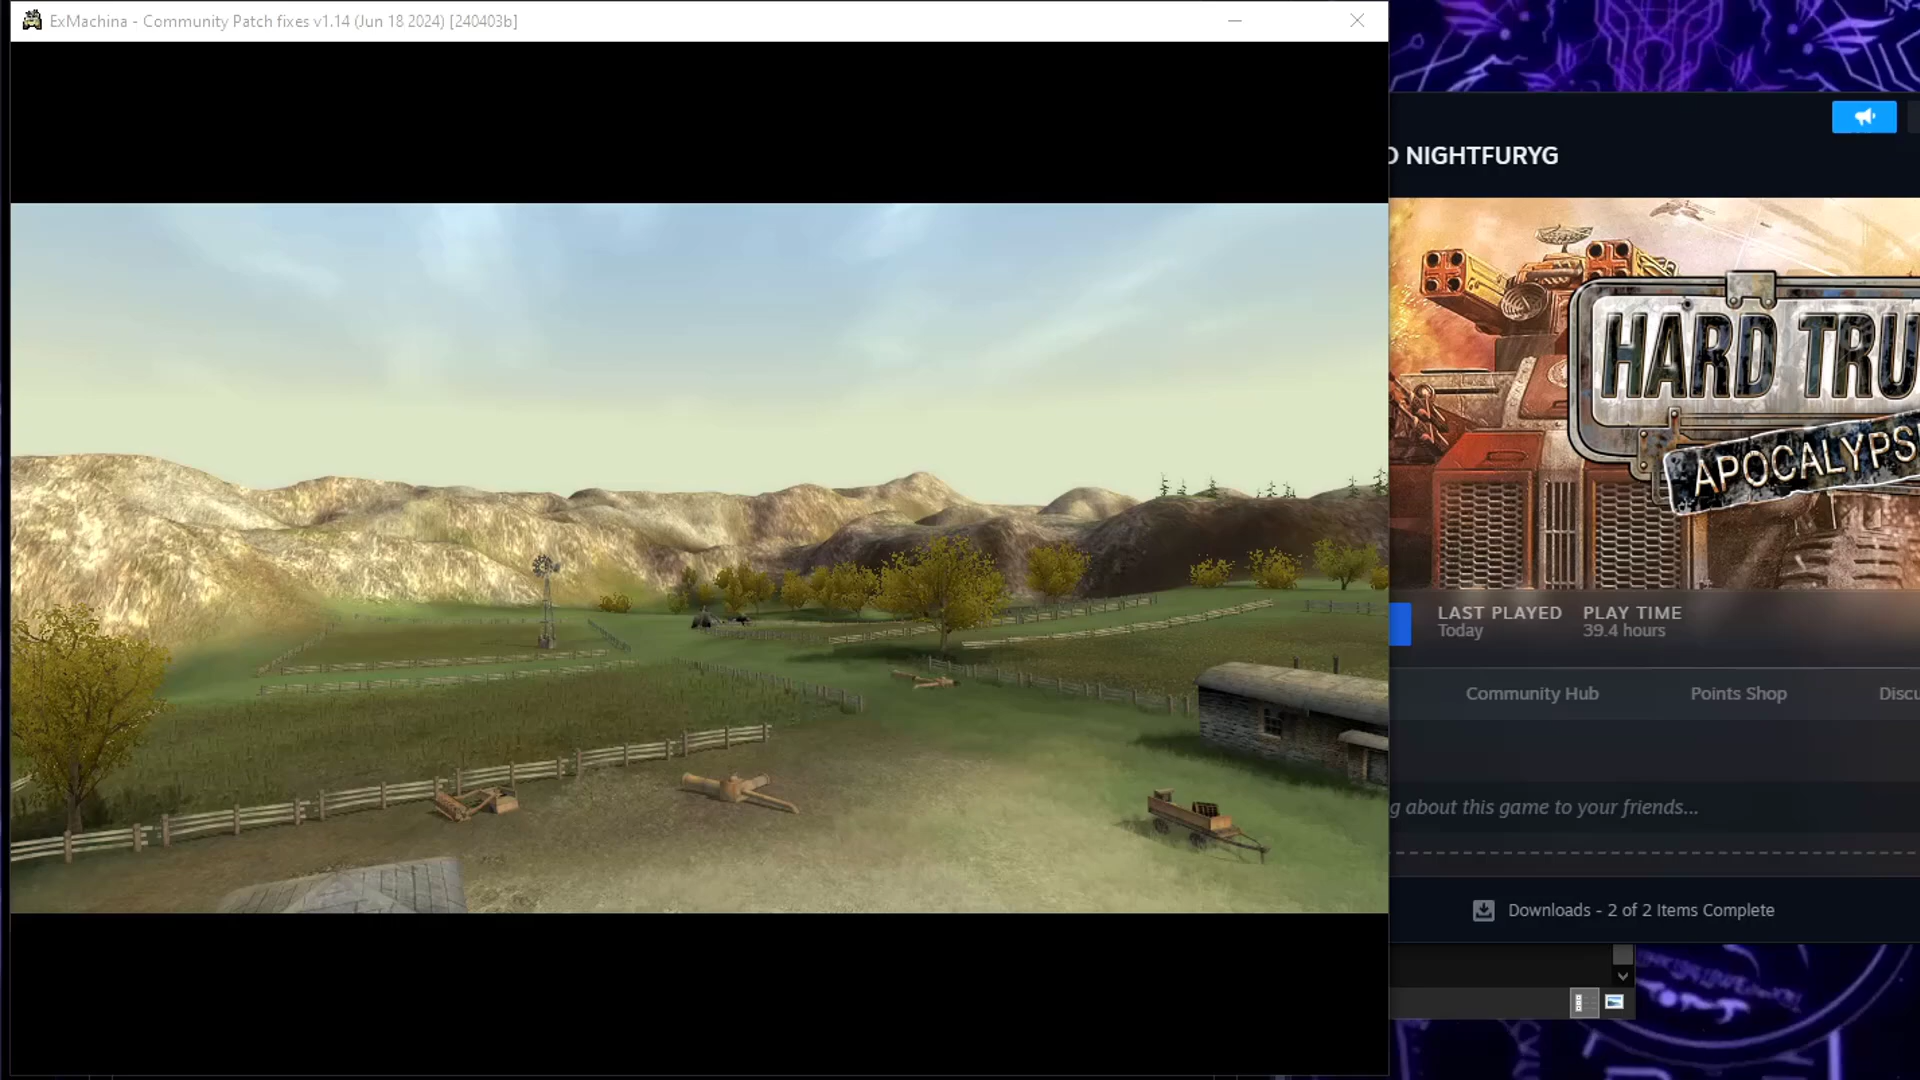 ExMachina - Community Patch fixes v1.14 (Jun 18 2024) [240403b]
NIGHTFURYG
HARD TRU
APOCALYPS
LAST PLAYED PLAY TIME
Today 39.4 hours
Community Hub Points Shop Discu
g about this game to your friends...
Downloads - 2 of 2 Items Complete